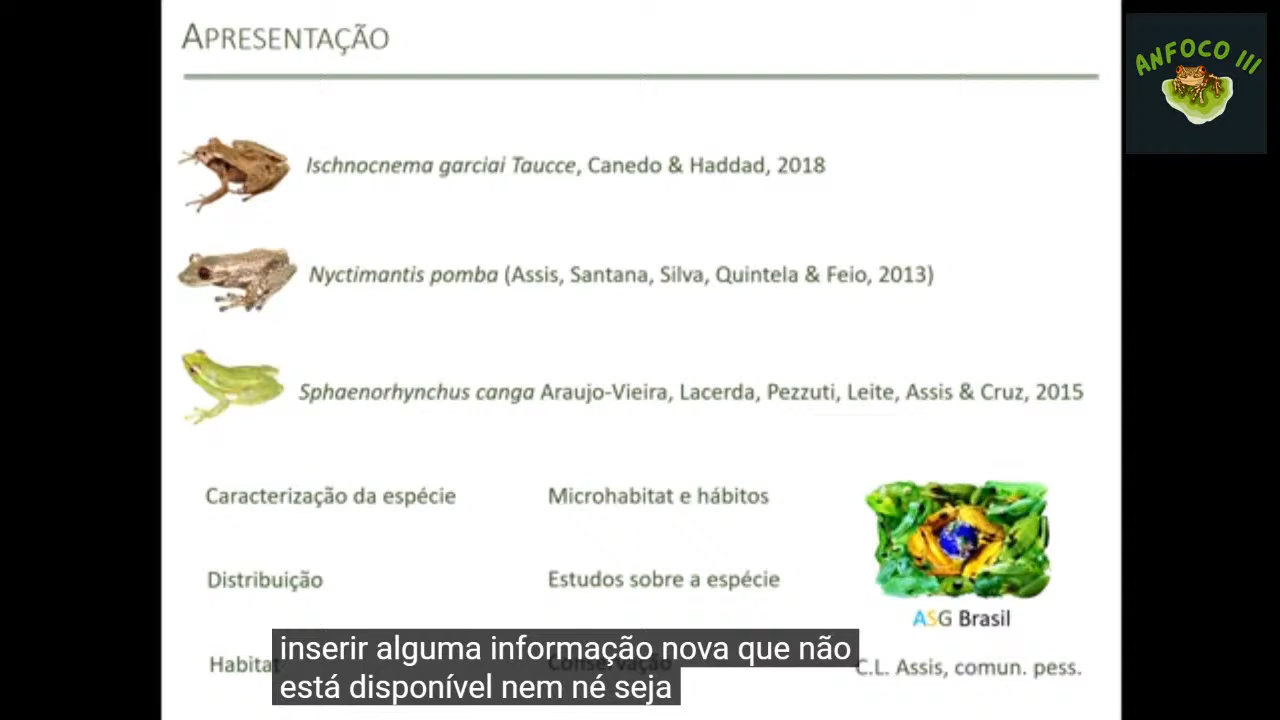 APRESENTAÇÃO
ANFOCO III
Ischnocnema garciai Taucce, Canedo & Haddad, 2018
Nyctimantis pomba (Assis, Santana, Silva, Quintela & Feio, 2013)
Sphaenorhynchus canga Araujo-Vieira, Lacerda, Pezzuti, Leite, Assis & Cruz, 2015
Caracterização da espécie
Microhabitat e hábitos
Distribuição
Estudos sobre a espécie
ASG Brasil
Habitat
Conservação
C.L. Assis, comun. pess.
inserir alguma informação nova que não
está disponível nem né seja